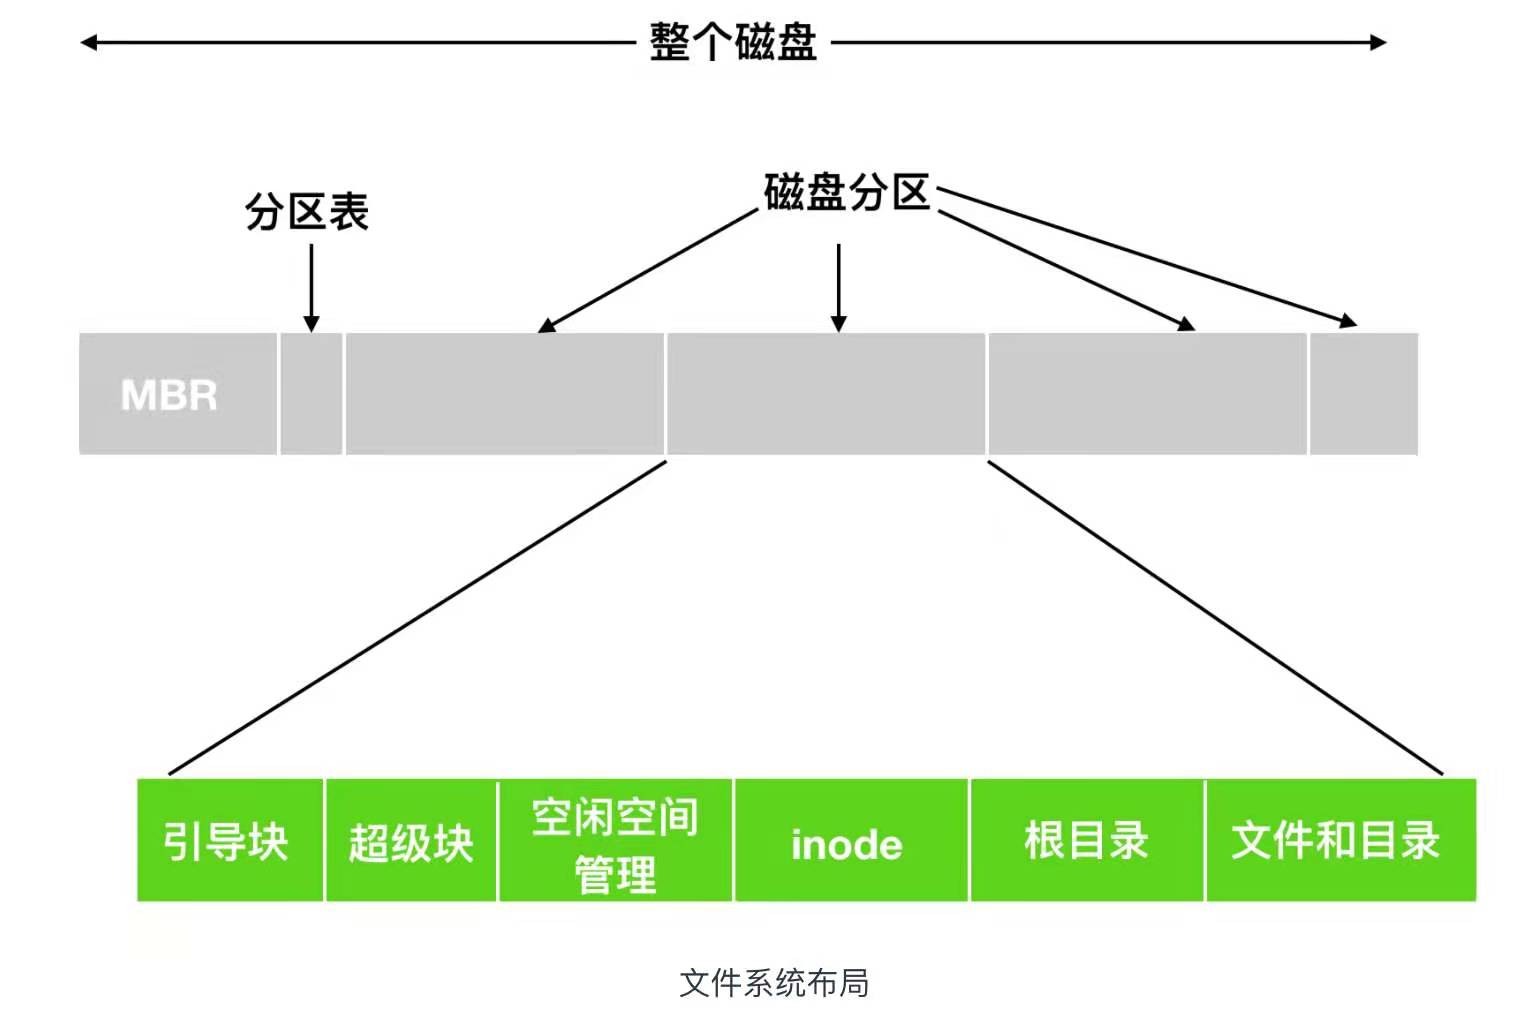 整个磁盘
分区表
磁盘分区
MBR
引导块
超级块
空闲空间
管理
inode
根目录
文件和目录
文件系统布局